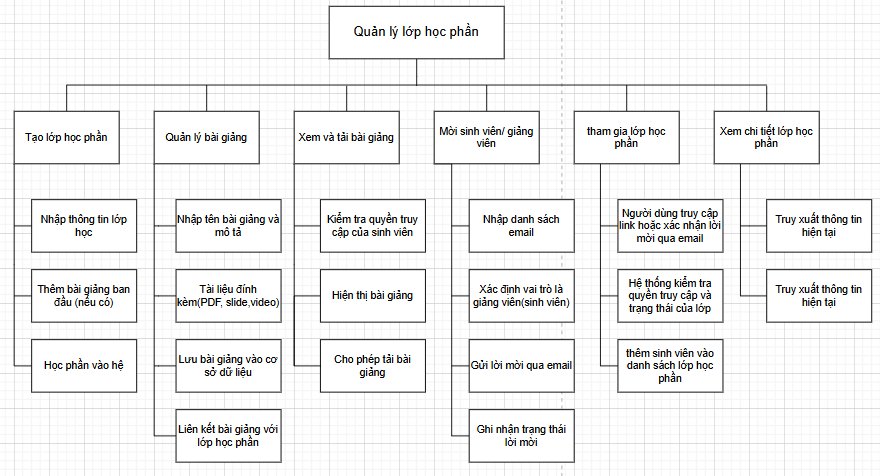 Quản lý lớp học phần
Tạo lớp học phần
Quản lý bài giảng
Xem và tải bài giảng
Mời sinh viên/ giảng
viên
tham gia lớp học
phần
Xem chi tiết lớp học
phần
Nhập thông tin lớp
học
Thêm bài giảng ban
đầu (nếu có)
Học phần vào hệ
Nhập tên bài giảng và
mô tả
Tài liệu đính
kèm(PDF, slide,video)
Lưu bài giảng vào cơ
sở dữ liệu
Liên kết bài giảng với
lớp học phần
Kiểm tra quyền truy
cập của sinh viên
Hiện thị bài giảng
Cho phép tải bài
giảng
Nhập danh sách
email
Xác định vai trò là
giảng viên(sinh viên)
Gửi lời mời qua email
Ghi nhận trạng thái
lời mời
Người dùng truy cập
link hoặc xác nhận lời
mời qua email
Hệ thống kiểm tra
quyền truy cập và
trạng thái của lớp
thêm sinh viên vào
danh sách lớp học
phần
Truy xuất thông tin
hiện tại
Truy xuất thông tin
hiện tại